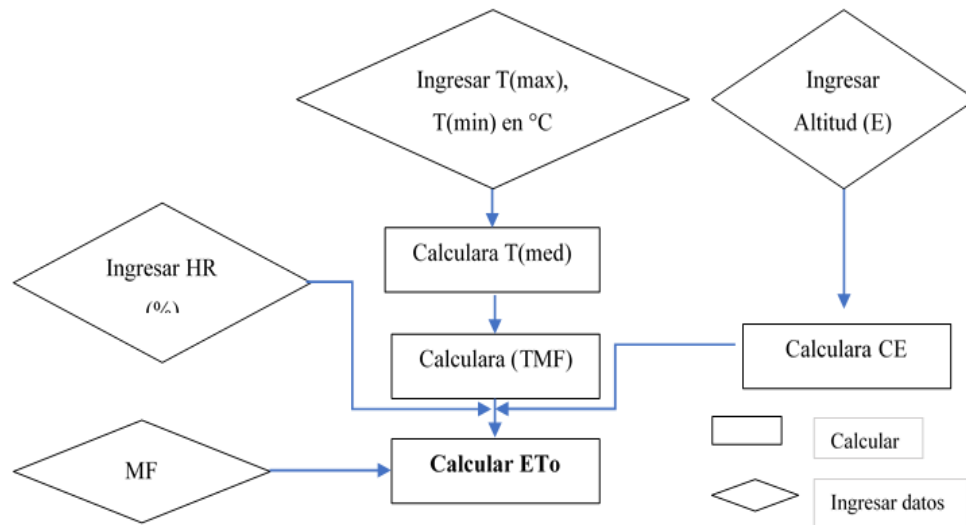 Ingresar T(max),
T(min) en °C
Ingresar
Altitud (E)
Calculara T(med)
Ingresar HR
(%)
Calculara (TMF)
Calculara CE
MF
Calcular ETo
Calcular
Ingresar datos